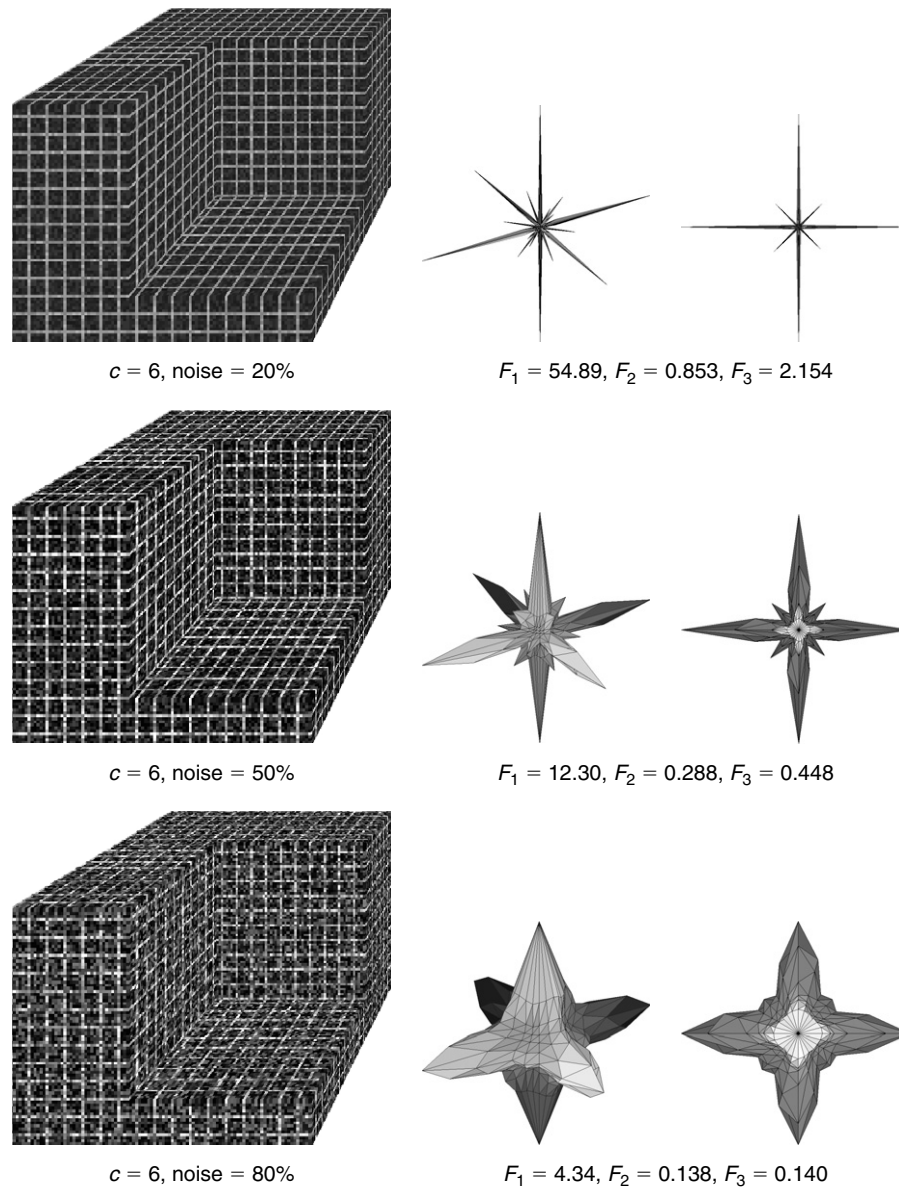 c = 6, noise = 20%
F1 = 54.89, F2 = 0.853, F3 = 2.154
c = 6, noise = 50%
F1 = 12.30, F2 = 0.288, F3 = 0.448
c = 6, noise = 80%
F1 = 4.34, F2 = 0.138, F3 = 0.140